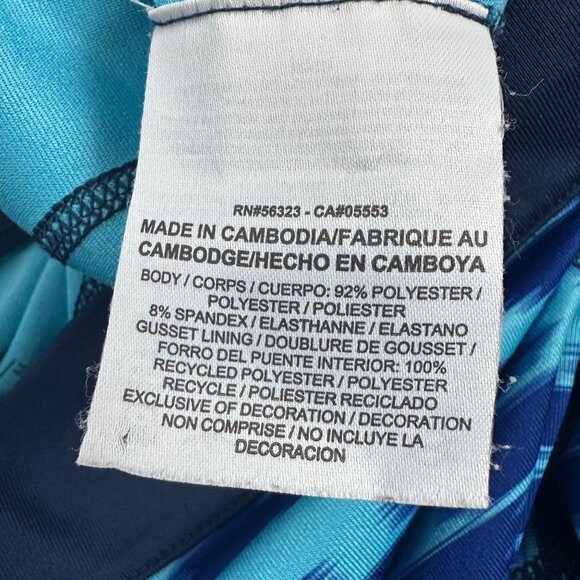 RN#56323 - CA#05553
MADE IN CAMBODIA/FABRIQUE AU
CAMBODGE/HECHO EN CAMBOYA
BODY / CORPS / CUERPO: 92% POLYESTER /
POLYESTER / POLIESTER
8% SPANDEX / ELASTHANNE / ELASTANO
GUSSET LINING / DOUBLURE DE GOUSSET /
FORRO DEL PUENTE INTERIOR: 100%
RECYCLED POLYESTER / POLYESTER
RECYCLE / POLIESTER RECICLADO
EXCLUSIVE OF DECORATION / DECORATION
NON COMPRISE / NO INCLUYE LA
DECORACION